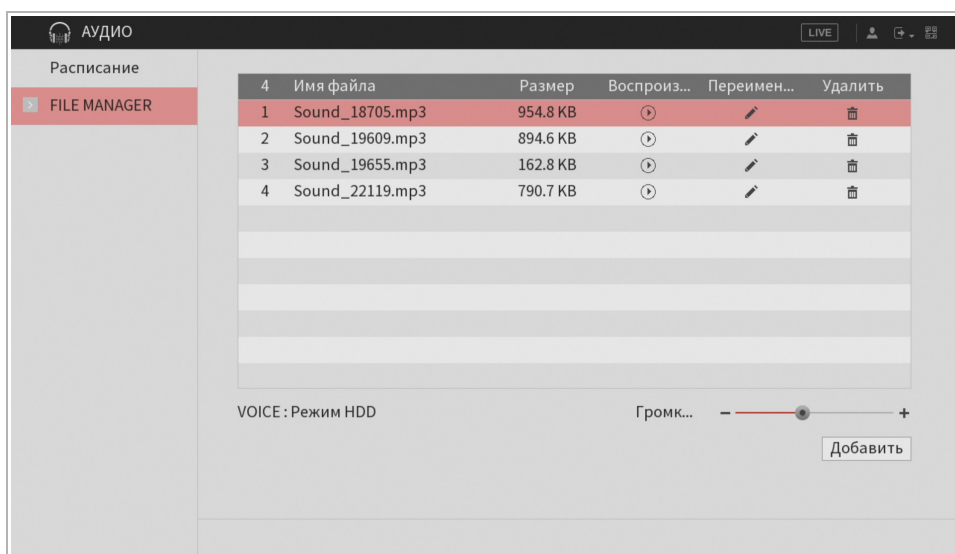 АУДИО LIVE
Расписание
FILE MANAGER
4 Имя файла Размер Воспроиз... Переимен... Удалить
1 Sound_18705.mp3 954.8 KB
2 Sound_19609.mp3 894.6 KB
3 Sound_19655.mp3 162.8 KB
4 Sound_22119.mp3 790.7 KB
VOICE : Режим HDD Громк... − +
Добавить